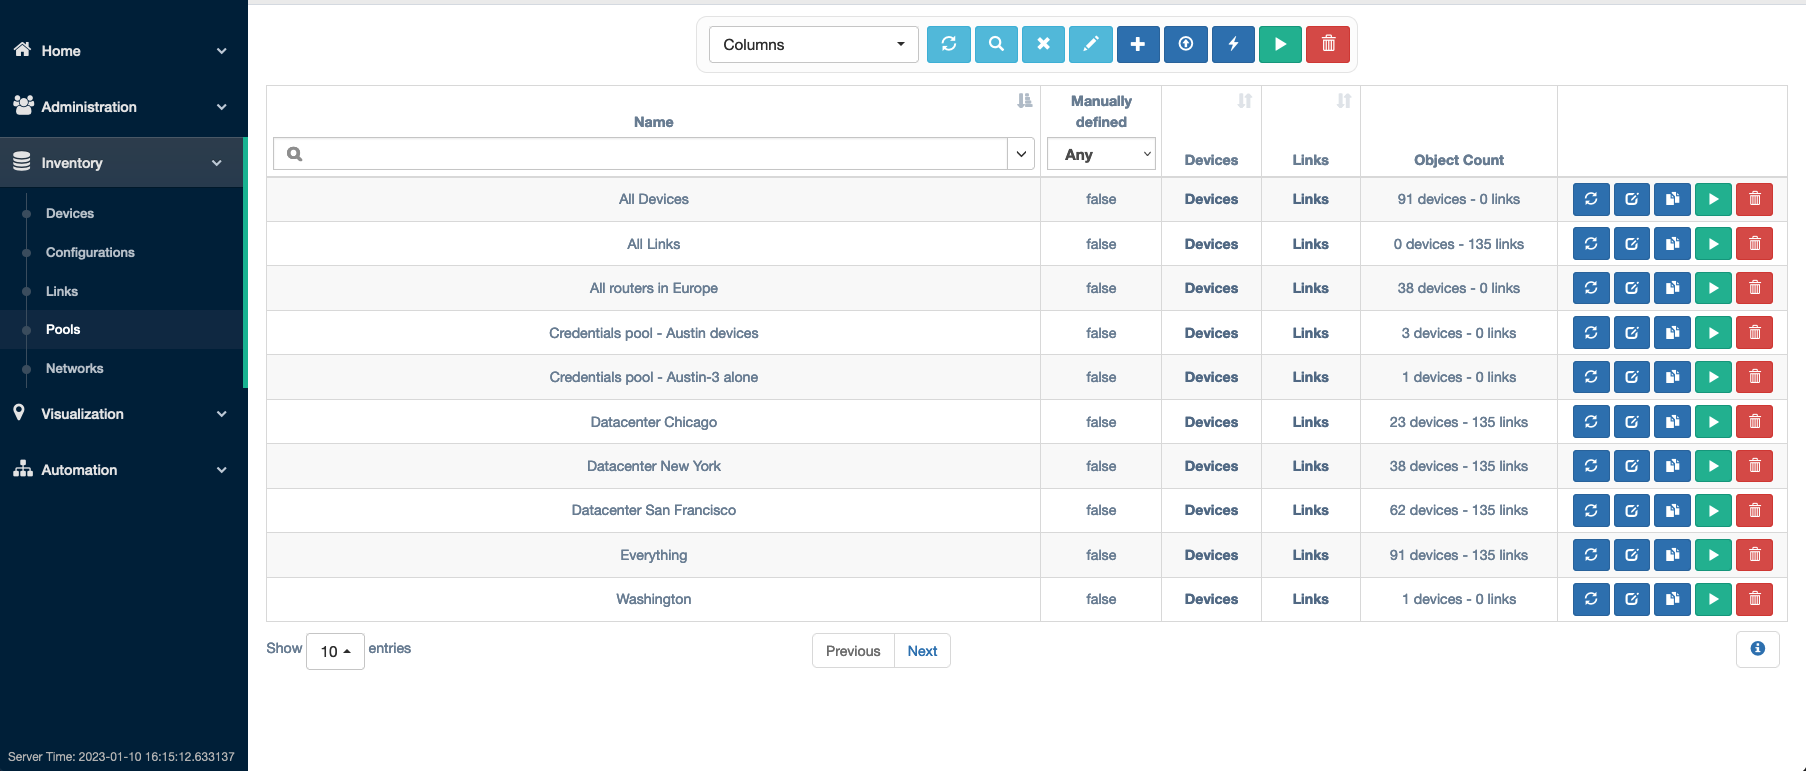 Home
Administration
Inventory
Devices
Configurations
Links
Pools
Networks
Visualization
Automation
Server Time: 2023-01-10 16:15:12.633137
Columns
Name
Manually defined
Any
Devices
Links
Object Count
All Devices false Devices Links 91 devices - 0 links
All Links false Devices Links 0 devices - 135 links
All routers in Europe false Devices Links 38 devices - 0 links
Credentials pool - Austin devices false Devices Links 3 devices - 0 links
Credentials pool - Austin-3 alone false Devices Links 1 devices - 0 links
Datacenter Chicago false Devices Links 23 devices - 135 links
Datacenter New York false Devices Links 38 devices - 135 links
Datacenter San Francisco false Devices Links 62 devices - 135 links
Everything false Devices Links 91 devices - 135 links
Washington false Devices Links 1 devices - 0 links
Show 10 entries
Previous Next